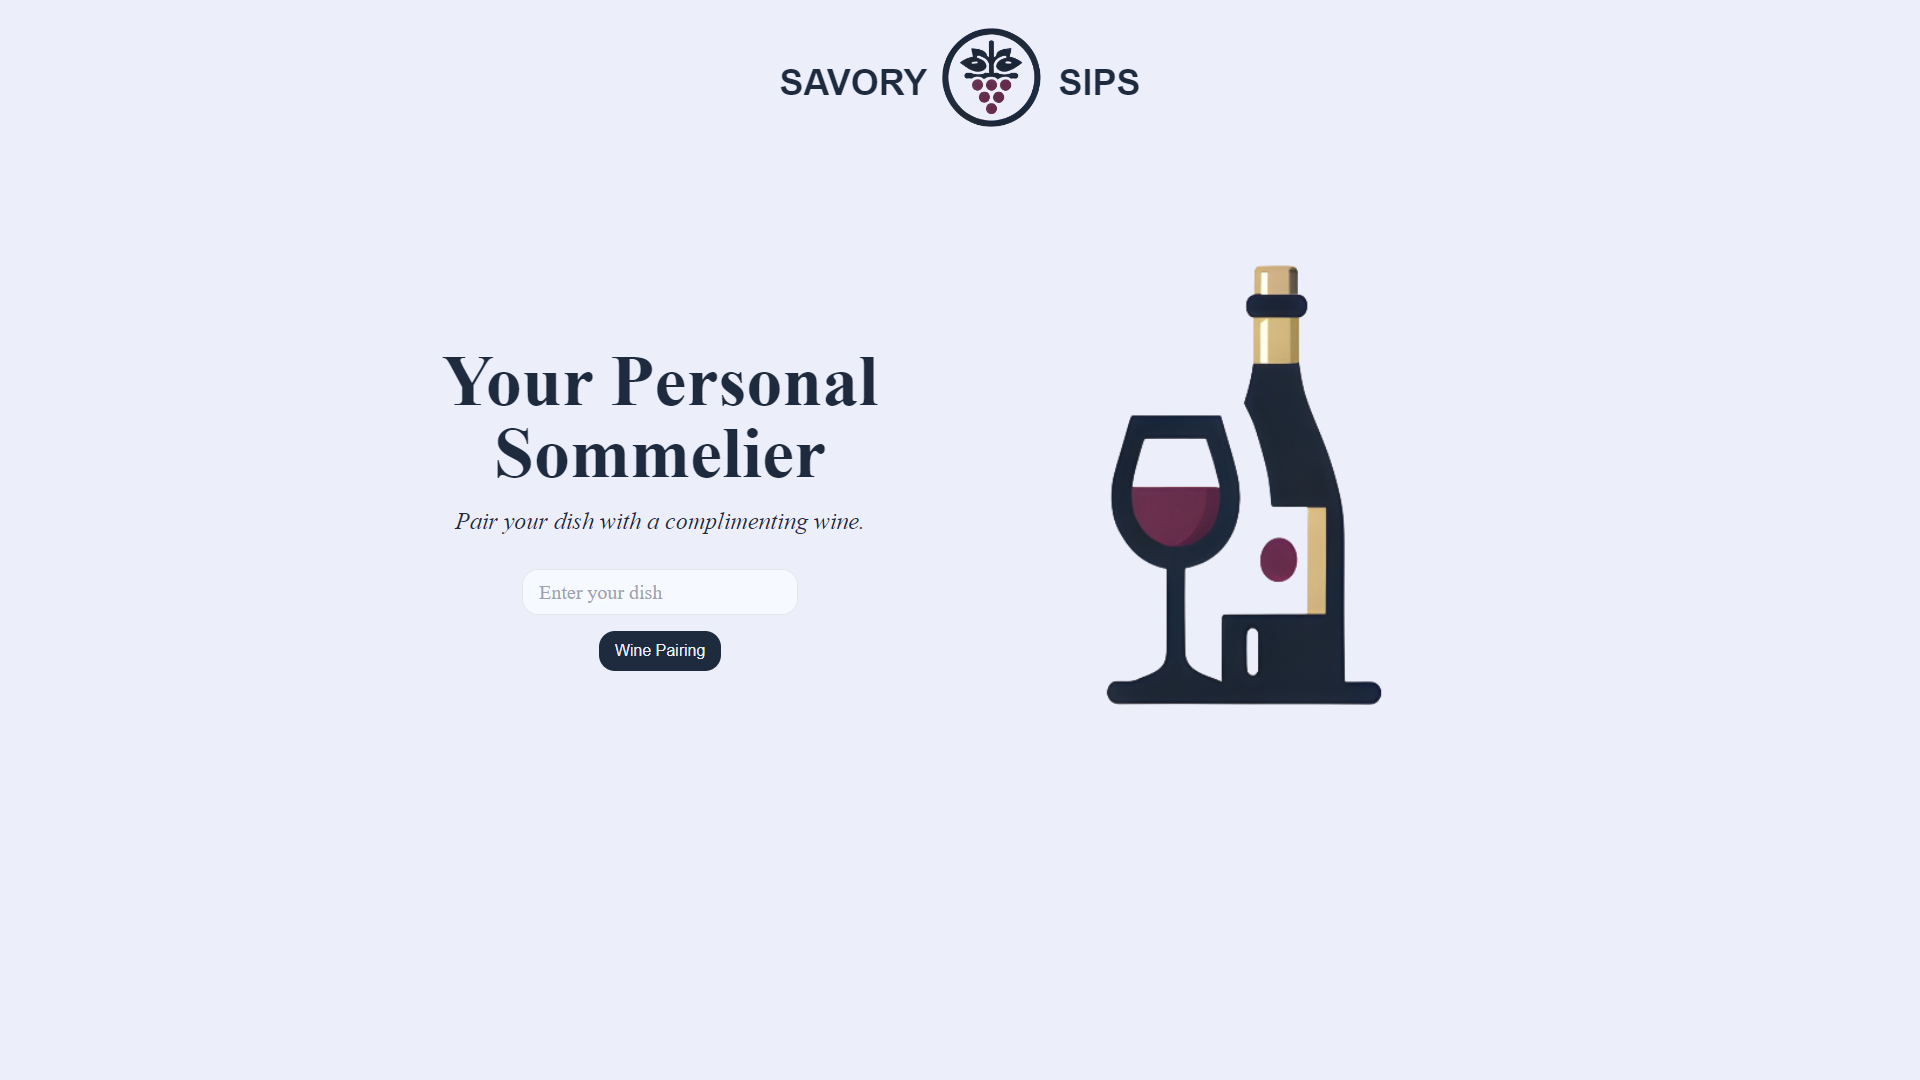 SAVORY SIPS
Your Personal
Sommelier
Pair your dish with a complimenting wine.
Enter your dish
Wine Pairing